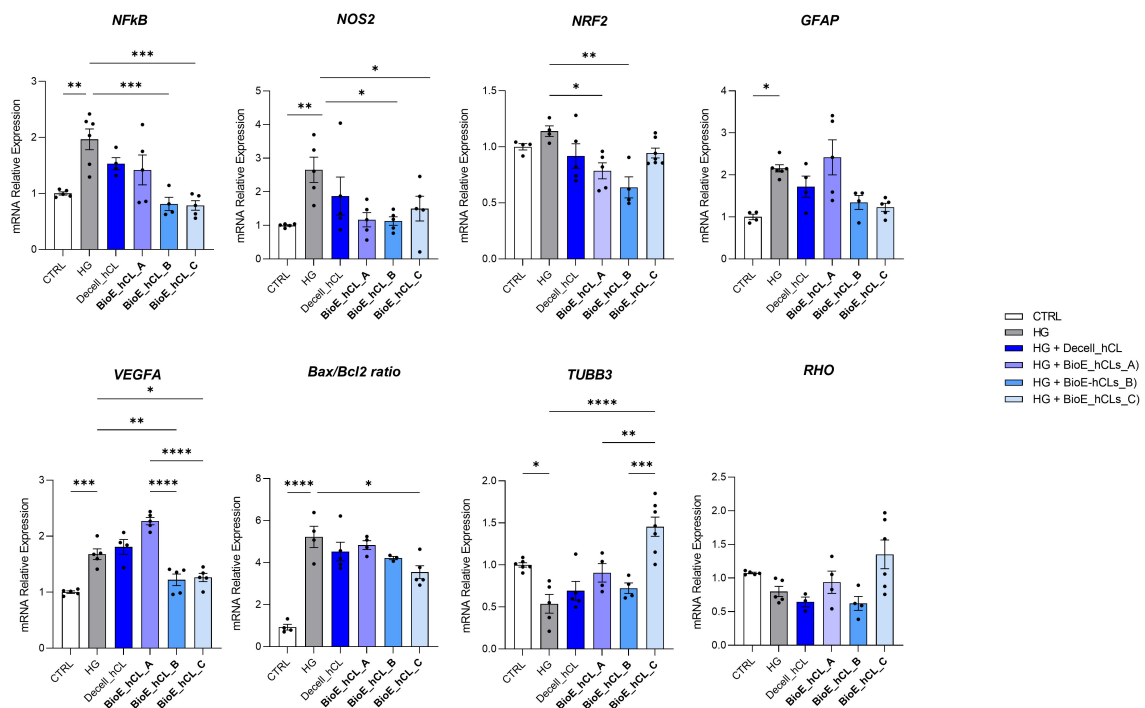 NFkB
***
**
***
mRNA Relative Expression
3
2
1
0
CTRL
HG
Decell_hCL
BioE_hCL_A
BioE_hCL_B
BioE_hCL_C
NOS2
*
*
**
mRNA Relative Expression
5
4
3
2
1
0
CTRL
HG
Decell_hCL
BioE_hCL_A
BioE_hCL_B
BioE_hCL_C
NRF2
**
*
mRNA Relative Expression
1.5
1.0
0.5
0.0
CTRL
HG
Decell_hCL
BioE_hCL_A
BioE_hCL_B
BioE_hCL_C
GFAP
*
mRNA Relative Expression
4
3
2
1
0
CTRL
HG
Decell_hCL
BioE_hCL_A
BioE_hCL_B
BioE_hCL_C
CTRL
HG
HG + Decell_hCL
HG + BioE_hCLs_A)
HG + BioE-hCLs_B)
HG + BioE_hCLs_C)
VEGFA
*
**
****
***
****
mRNA Relative Expression
3
2
1
0
CTRL
HG
Decell_hCL
BioE_hCL_A
BioE_hCL_B
BioE_hCL_C
Bax/Bcl2 ratio
****
*
mRNA Relative Expression
8
6
4
2
0
CTRL
HG
Decell_hCL
BioE_hCL_A
BioE_hCL_B
BioE_hCL_C
TUBB3
****
**
*
***
mRNA Relative Expression
2.0
1.5
1.0
0.5
0.0
CTRL
HG
Decell_hCL
BioE_hCL_A
BioE_hCL_B
BioE_hCL_C
RHO
mRNA Relative Expression
2.5
2.0
1.5
1.0
0.5
0.0
CTRL
HG
Decell_hCL
BioE_hCL_A
BioE_hCL_B
BioE_hCL_C